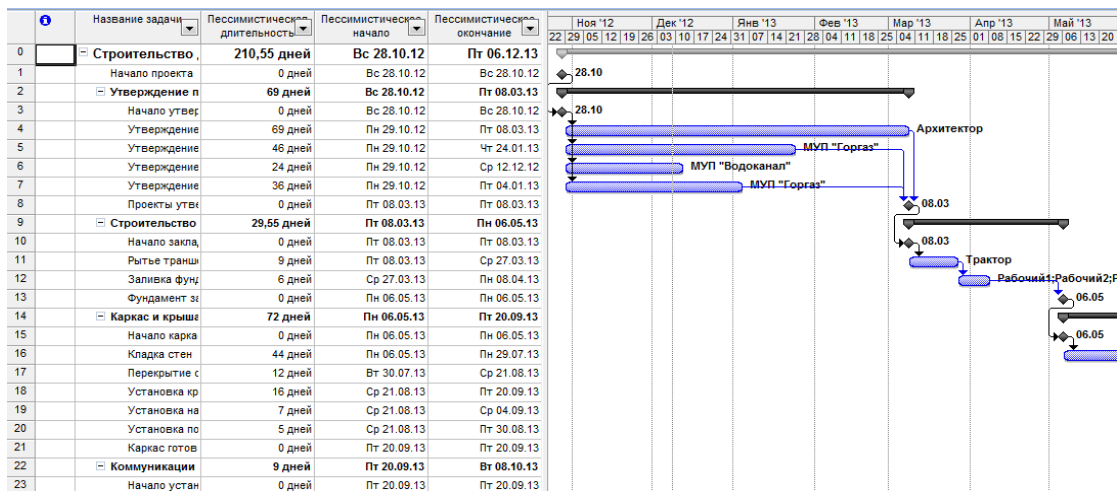 Название задачи Пессимистическая длительность Пессимистическое начало Пессимистическое окончание
Ноя '12 Дек '12 Янв '13 Фев '13 Мар '13 Апр '13 Май '13
22 29 05 12 19 26 03 10 17 24 31 07 14 21 28 04 11 18 25 04 11 18 25 01 08 15 22 29 06 13 20
0 Строительство , 210,55 дней Вс 28.10.12 Пт 06.12.13
1 Начало проекта 0 дней Вс 28.10.12 Вс 28.10.12 28.10
2 Утверждение п 69 дней Вс 28.10.12 Пт 08.03.13
3 Начало утвер 0 дней Вс 28.10.12 Вс 28.10.12 28.10
4 Утверждение 69 дней Пн 29.10.12 Пт 08.03.13 Архитектор
5 Утверждение 46 дней Пн 29.10.12 Чт 24.01.13 МУП "Горгаз"
6 Утверждение 24 дней Пн 29.10.12 Ср 12.12.12 МУП "Водоканал"
7 Утверждение 36 дней Пн 29.10.12 Пт 04.01.13 МУП "Горгаз"
8 Проекты утве 0 дней Пт 08.03.13 Пт 08.03.13 08.03
9 Строительство 29,55 дней Пт 08.03.13 Пн 06.05.13
10 Начало закла, 0 дней Пт 08.03.13 Пт 08.03.13 08.03
11 Рытье транш 9 дней Пт 08.03.13 Ср 27.03.13 Трактор
12 Заливка фунд 6 дней Ср 27.03.13 Пн 08.04.13 Рабочий1;Рабочий2;Р
13 Фундамент за 0 дней Пн 06.05.13 Пн 06.05.13 06.05
14 Каркас и крыша 72 дней Пн 06.05.13 Пт 20.09.13
15 Начало карка 0 дней Пн 06.05.13 Пн 06.05.13 06.05
16 Кладка стен 44 дней Пн 06.05.13 Пн 29.07.13
17 Перекрытие с 12 дней Вт 30.07.13 Ср 21.08.13
18 Установка кр 16 дней Ср 21.08.13 Пт 20.09.13
19 Установка на 7 дней Ср 21.08.13 Ср 04.09.13
20 Установка по 5 дней Ср 21.08.13 Пт 30.08.13
21 Каркас готов 0 дней Пт 20.09.13 Пт 20.09.13
22 Коммуникации 9 дней Пт 20.09.13 Вт 08.10.13
23 Начало устан 0 дней Пт 20.09.13 Пт 20.09.13